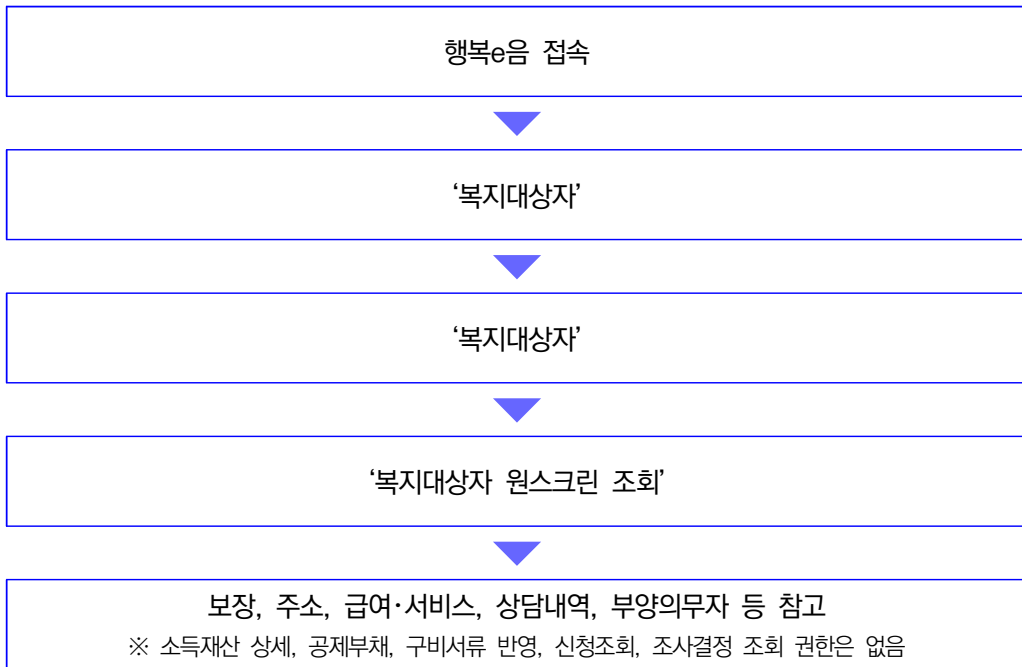 행복e음 접속
‘복지대상자’
‘복지대상자’
‘복지대상자 원스크린 조회’
보장, 주소, 급여·서비스, 상담내역, 부양의무자 등 참고
※ 소득재산 상세, 공제부채, 구비서류 반영, 신청조회, 조사결정 조회 권한은 없음